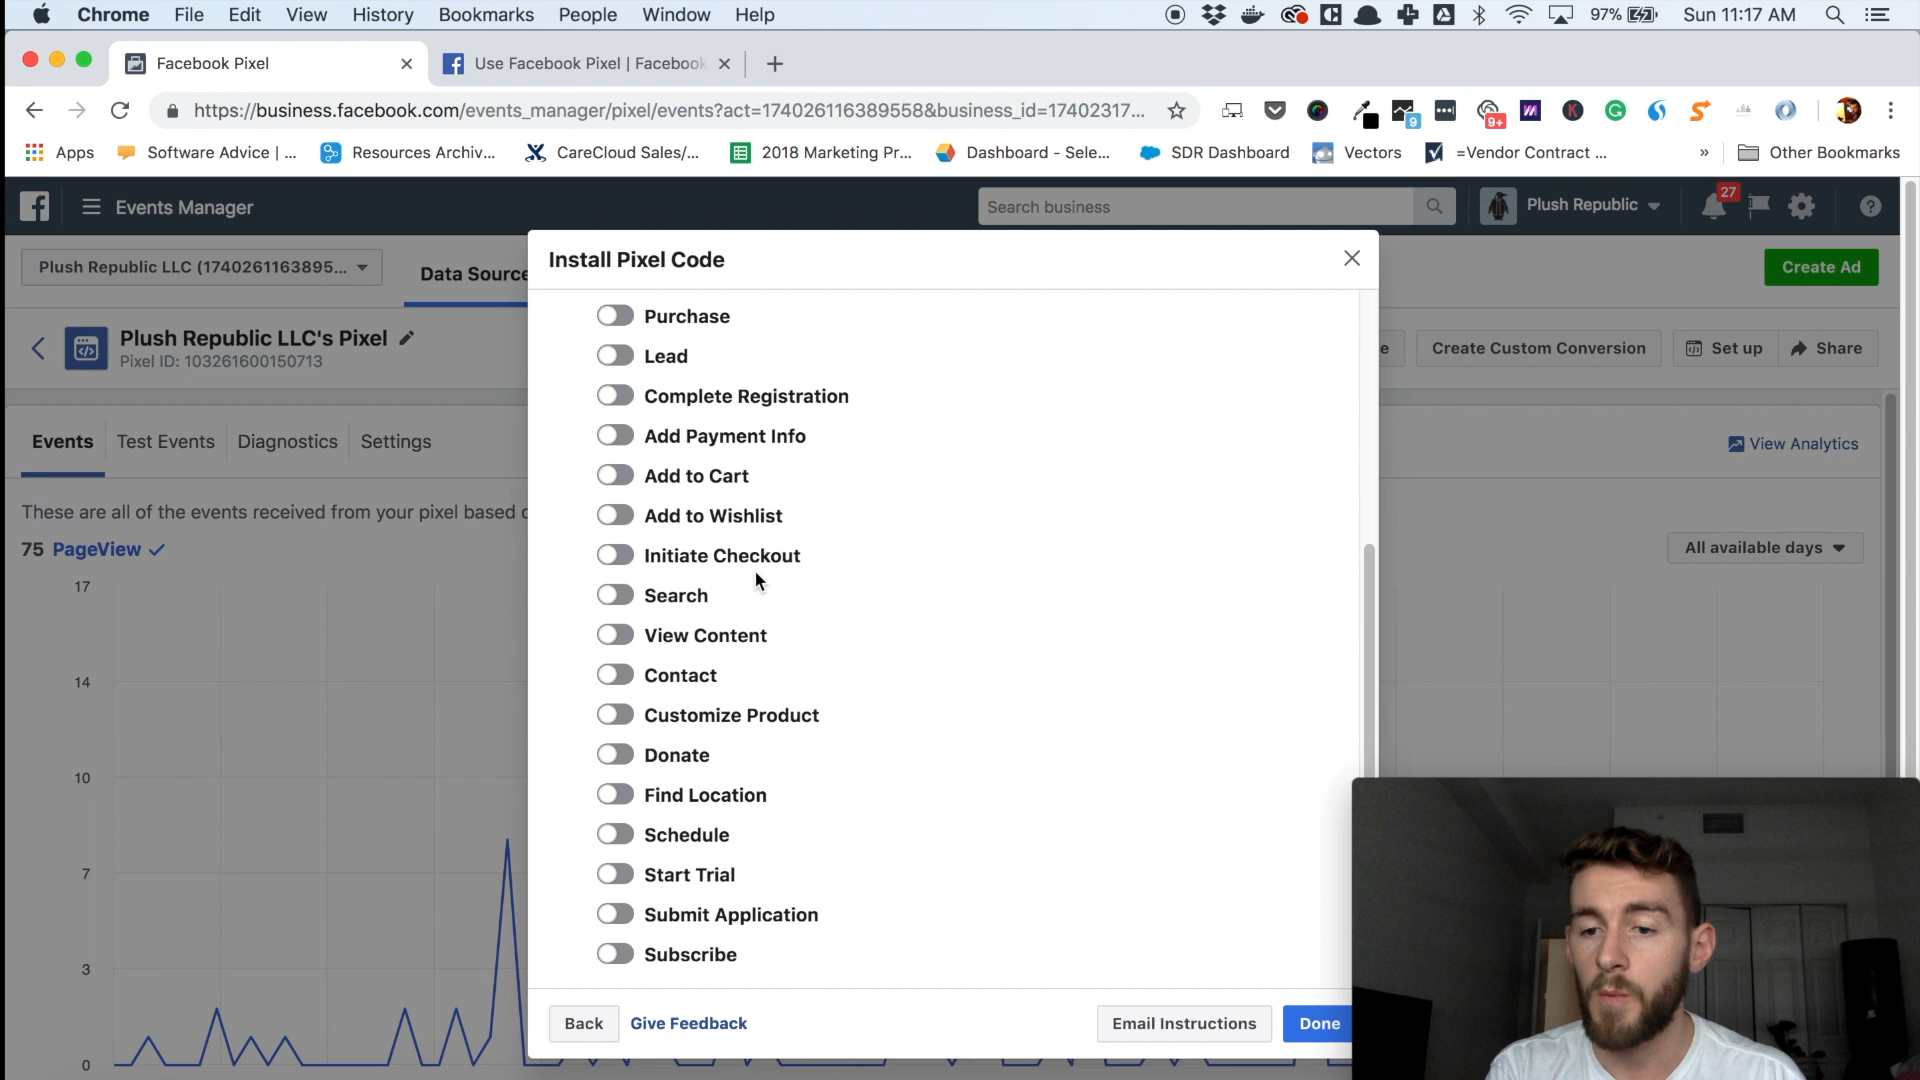 Chrome File Edit View History Bookmarks People Window Help 97% Sun 11:17 AM
Facebook Pixel Use Facebook Pixel | Facebook
https://business.facebook.com/events_manager/pixel/events?act=174026116389558&business_id=17402317...
9 9+
Apps Software Advice | ... Resources Archiv... CareCloud Sales/... 2018 Marketing Pr... Dashboard - Sele... SDR Dashboard Vectors =Vendor Contract ... » Other Bookmarks
Events Manager Search business Plush Republic 27
Plush Republic LLC (1740261163895... Data Source Create Ad
Install Pixel Code
Plush Republic LLC's Pixel
Pixel ID: 103261600150713
e Create Custom Conversion Set up Share
Events Test Events Diagnostics Settings View Analytics
These are all of the events received from your pixel based
75 PageView All available days
17
14
10
7
3
0
Purchase
Lead
Complete Registration
Add Payment Info
Add to Cart
Add to Wishlist
Initiate Checkout
Search
View Content
Contact
Customize Product
Donate
Find Location
Schedule
Start Trial
Submit Application
Subscribe
Back Give Feedback Email Instructions Done